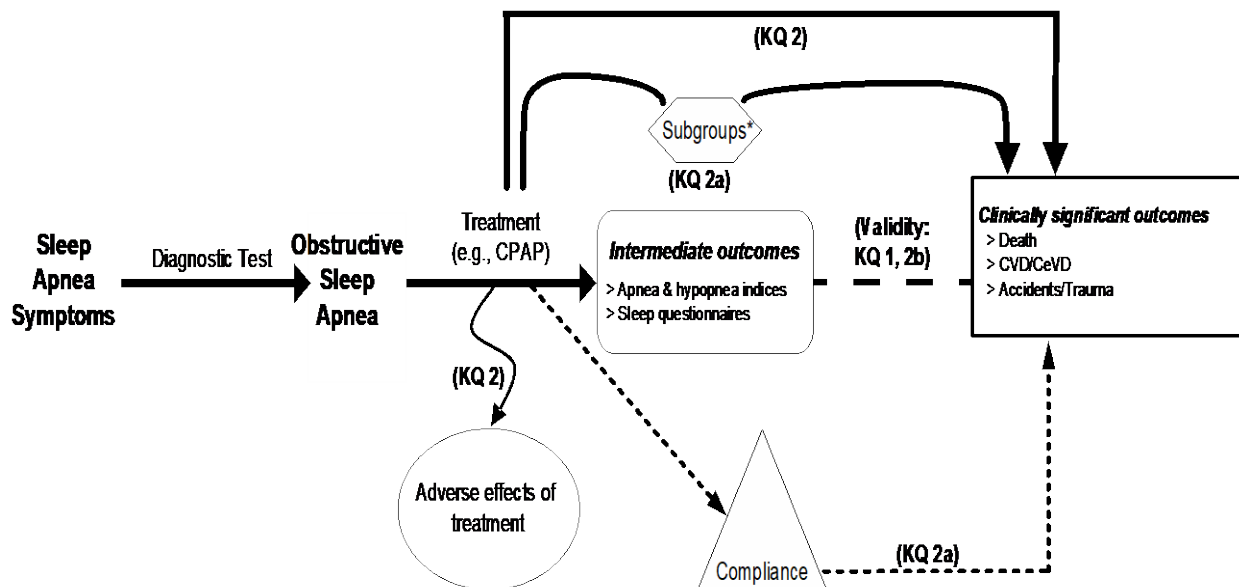 (KQ 2)
Subgroups*
(KQ 2a)
Sleep
Apnea
Symptoms
Diagnostic Test
Obstructive
Sleep
Apnea
Treatment
(e.g., CPAP)
Intermediate outcomes
> Apnea & hypopnea indices
> Sleep questionnaires
(Validity:
KQ 1, 2b)
Clinically significant outcomes
> Death
> CVD/CeVD
> Accidents/Trauma
(KQ 2)
Adverse effects of
treatment
Compliance
(KQ 2a)